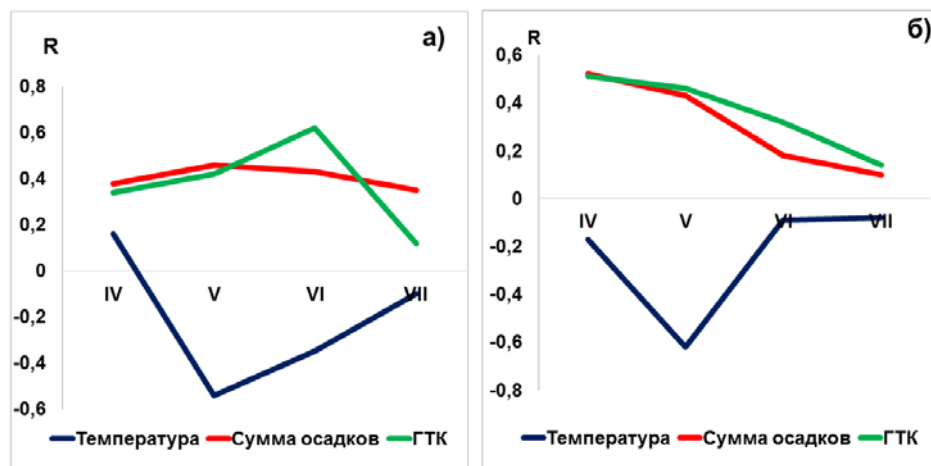 R
а)
0,8
0,6
0,4
0,2
0
-0,2
-0,4
-0,6
IV V VI VII
Температура Сумма осадков ГТК
R
б)
0,6
0,4
0,2
0
-0,2
-0,4
-0,6
-0,8
IV V VI VII
Температура Сумма осадков ГТК